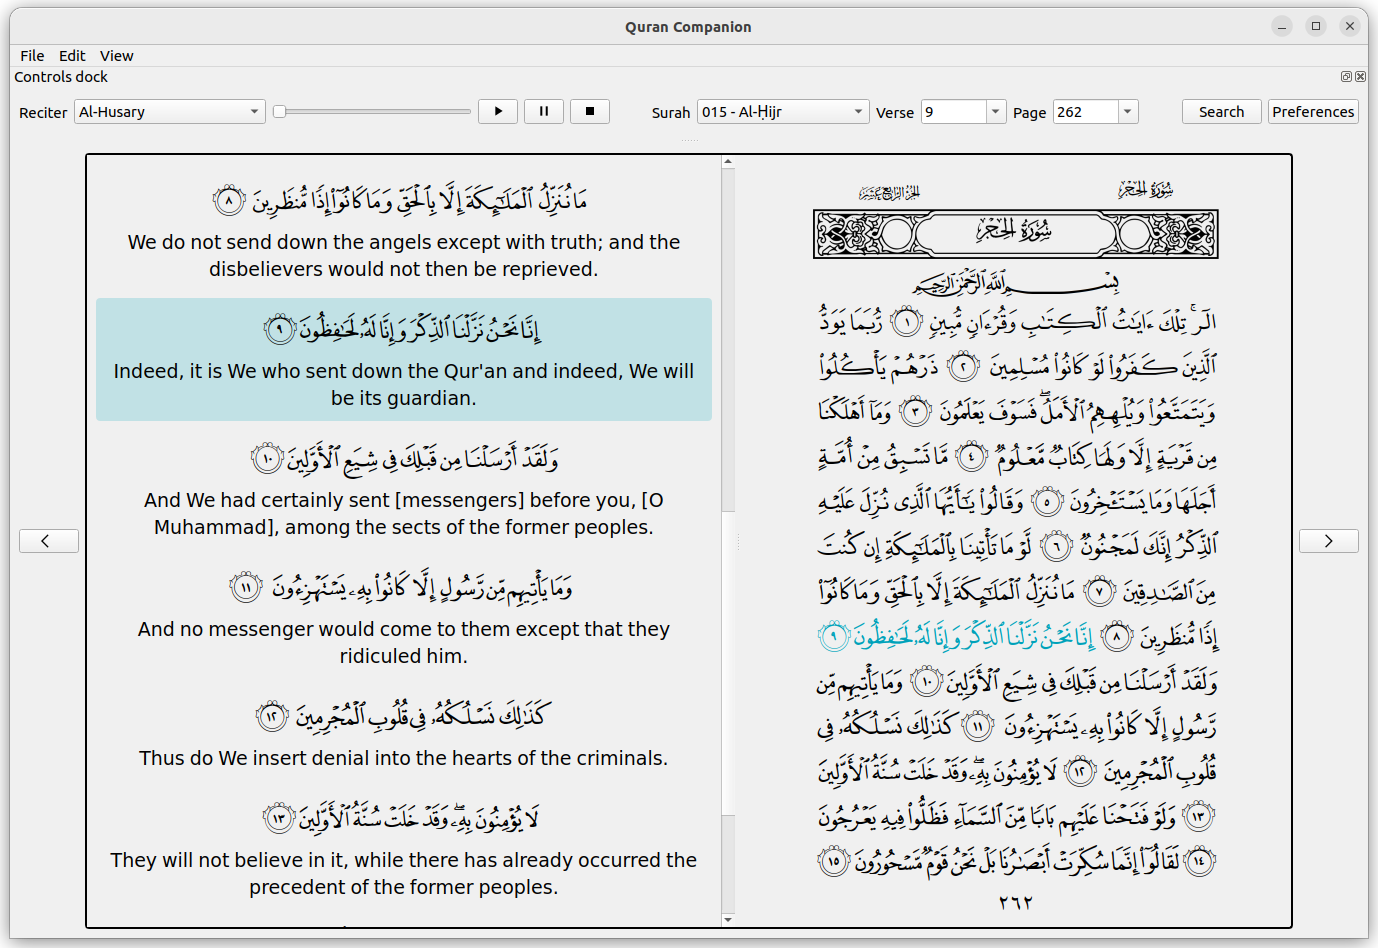 Quran Companion
File Edit View
Controls dock
Reciter Al-Husary Surah 015 - Al-Ḥijr Verse 9 Page 262 Search Preferences
مَا نُنَزِّلُ ٱلْمَلَٰٓئِكَةَ إِلَّا بِٱلْحَقِّ وَمَا كَانُوٓا۟ إِذًا مُّنظَرِينَ ٨
We do not send down the angels except with truth; and the
disbelievers would not then be reprieved.
إِنَّا نَحْنُ نَزَّلْنَا ٱلذِّكْرَ وَإِنَّا لَهُۥ لَحَٰفِظُونَ ٩
Indeed, it is We who sent down the Qur'an and indeed, We will
be its guardian.
وَلَقَدْ أَرْسَلْنَا مِن قَبْلِكَ فِى شِيَعِ ٱلْأَوَّلِينَ ١٠
And We had certainly sent [messengers] before you, [O
Muhammad], among the sects of the former peoples.
وَمَا يَأْتِيهِم مِّن رَّسُولٍ إِلَّا كَانُوا۟ بِهِۦ يَسْتَهْزِءُونَ ١١
And no messenger would come to them except that they
ridiculed him.
كَذَٰلِكَ نَسْلُكُهُۥ فِى قُلُوبِ ٱلْمُجْرِمِينَ ١٢
Thus do We insert denial into the hearts of the criminals.
لَا يُؤْمِنُونَ بِهِۦ ۖ وَقَدْ خَلَتْ سُنَّةُ ٱلْأَوَّلِينَ ١٣
They will not believe in it, while there has already occurred the
precedent of the former peoples.
سُورَةُ الحِجْرِ الجُزْءُ الرَّابِعَ عَشَرَ
سُورَةُ الحِجْرِ
بِسْمِ ٱللَّهِ ٱلرَّحْمَٰنِ ٱلرَّحِيمِ
الٓر ۚ تِلْكَ ءَايَٰتُ ٱلْكِتَٰبِ وَقُرْءَانٍ مُّبِينٍ ١ رُّبَمَا يَوَدُّ
ٱلَّذِينَ كَفَرُوا۟ لَوْ كَانُوا۟ مُسْلِمِينَ ٢ ذَرْهُمْ يَأْكُلُوا۟
وَيَتَمَتَّعُوا۟ وَيُلْهِهِمُ ٱلْأَمَلُ ۖ فَسَوْفَ يَعْلَمُونَ ٣ وَمَآ أَهْلَكْنَا
مِن قَرْيَةٍ إِلَّا وَلَهَا كِتَابٌ مَّعْلُومٌ ٤ مَّا تَسْبِقُ مِنْ أُمَّةٍ
أَجَلَهَا وَمَا يَسْتَـْٔخِرُونَ ٥ وَقَالُوا۟ يَٰٓأَيُّهَا ٱلَّذِى نُزِّلَ عَلَيْهِ
ٱلذِّكْرُ إِنَّكَ لَمَجْنُونٌ ٦ لَّوْ مَا تَأْتِينَا بِٱلْمَلَٰٓئِكَةِ إِن كُنتَ
مِنَ ٱلصَّٰدِقِينَ ٧ مَا نُنَزِّلُ ٱلْمَلَٰٓئِكَةَ إِلَّا بِٱلْحَقِّ وَمَا كَانُوٓا۟
إِذًا مُّنظَرِينَ ٨ إِنَّا نَحْنُ نَزَّلْنَا ٱلذِّكْرَ وَإِنَّا لَهُۥ لَحَٰفِظُونَ ٩
وَلَقَدْ أَرْسَلْنَا مِن قَبْلِكَ فِى شِيَعِ ٱلْأَوَّلِينَ ١٠ وَمَا يَأْتِيهِم مِّن
رَّسُولٍ إِلَّا كَانُوا۟ بِهِۦ يَسْتَهْزِءُونَ ١١ كَذَٰلِكَ نَسْلُكُهُۥ فِى
قُلُوبِ ٱلْمُجْرِمِينَ ١٢ لَا يُؤْمِنُونَ بِهِۦ ۖ وَقَدْ خَلَتْ سُنَّةُ ٱلْأَوَّلِينَ
١٣ وَلَوْ فَتَحْنَا عَلَيْهِم بَابًا مِّنَ ٱلسَّمَآءِ فَظَلُّوا۟ فِيهِ يَعْرُجُونَ
١٤ لَقَالُوٓا۟ إِنَّمَا سُكِّرَتْ أَبْصَٰرُنَا بَلْ نَحْنُ قَوْمٌ مَّسْحُورُونَ ١٥
٢٦٢